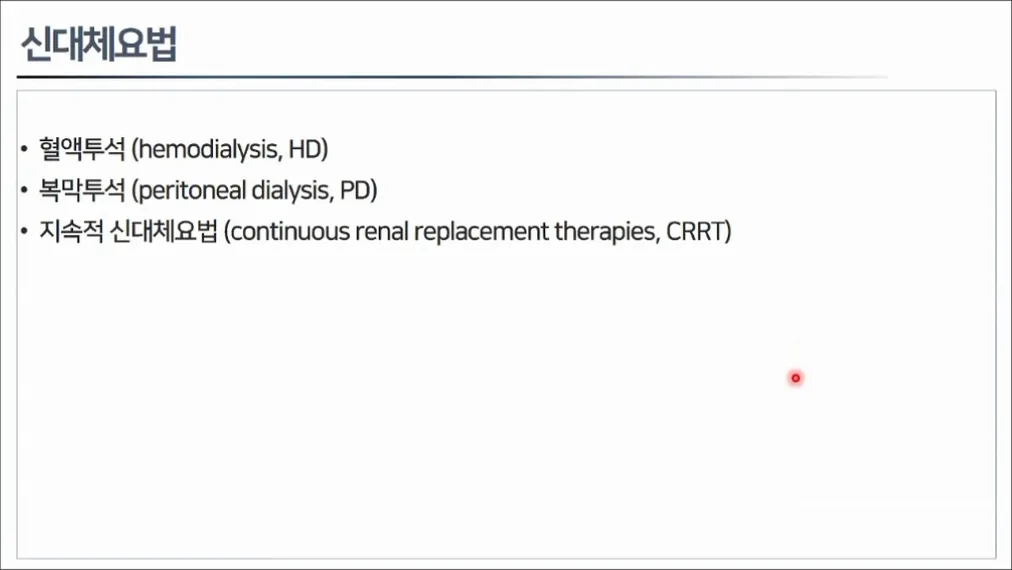 신대체요법
• 혈액투석 (hemodialysis, HD)
• 복막투석 (peritoneal dialysis, PD)
• 지속적 신대체요법 (continuous renal replacement therapies, CRRT)